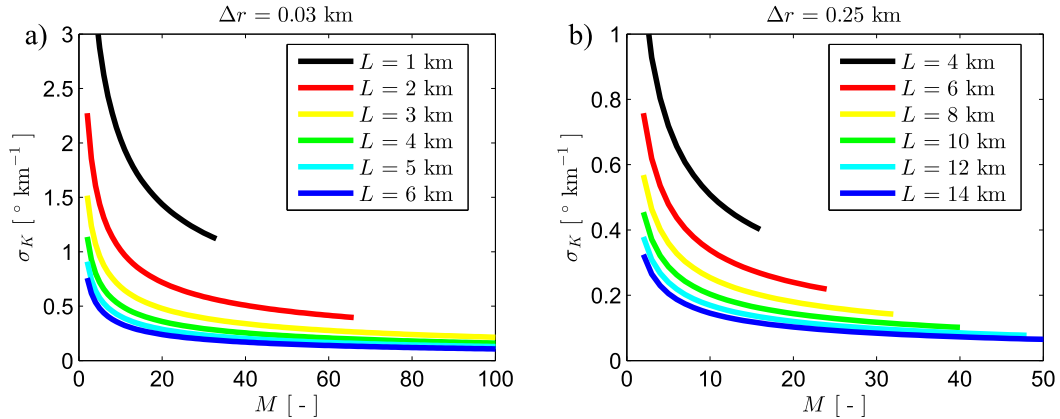 Δr = 0.03 km
a)
3
2.5
2
1.5
1
0.5
0
σ_K [ ° km⁻¹ ]
L = 1 km
L = 2 km
L = 3 km
L = 4 km
L = 5 km
L = 6 km
0 20 40 60 80 100
M [ - ]
Δr = 0.25 km
b)
1
0.8
0.6
0.4
0.2
0
σ_K [ ° km⁻¹ ]
L = 4 km
L = 6 km
L = 8 km
L = 10 km
L = 12 km
L = 14 km
0 10 20 30 40 50
M [ - ]